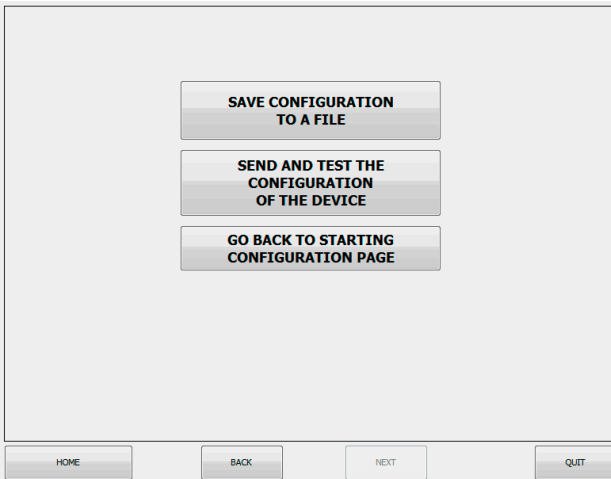 SAVE CONFIGURATION
TO A FILE
SEND AND TEST THE
CONFIGURATION
OF THE DEVICE
GO BACK TO STARTING
CONFIGURATION PAGE
HOME
BACK
NEXT
QUIT